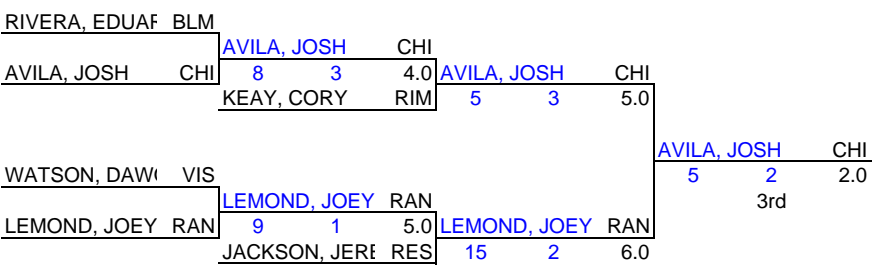 RIVERA, EDUAR BLM
AVILA, JOSH CHI
AVILA, JOSH CHI 8 3 4.0 AVILA, JOSH CHI
KEAY, CORY RIM 5 3 5.0
AVILA, JOSH CHI
WATSON, DAW VIS 5 2 2.0
LEMOND, JOEY RAN 3rd
LEMOND, JOEY RAN 9 1 5.0 LEMOND, JOEY RAN
JACKSON, JERE RES 15 2 6.0